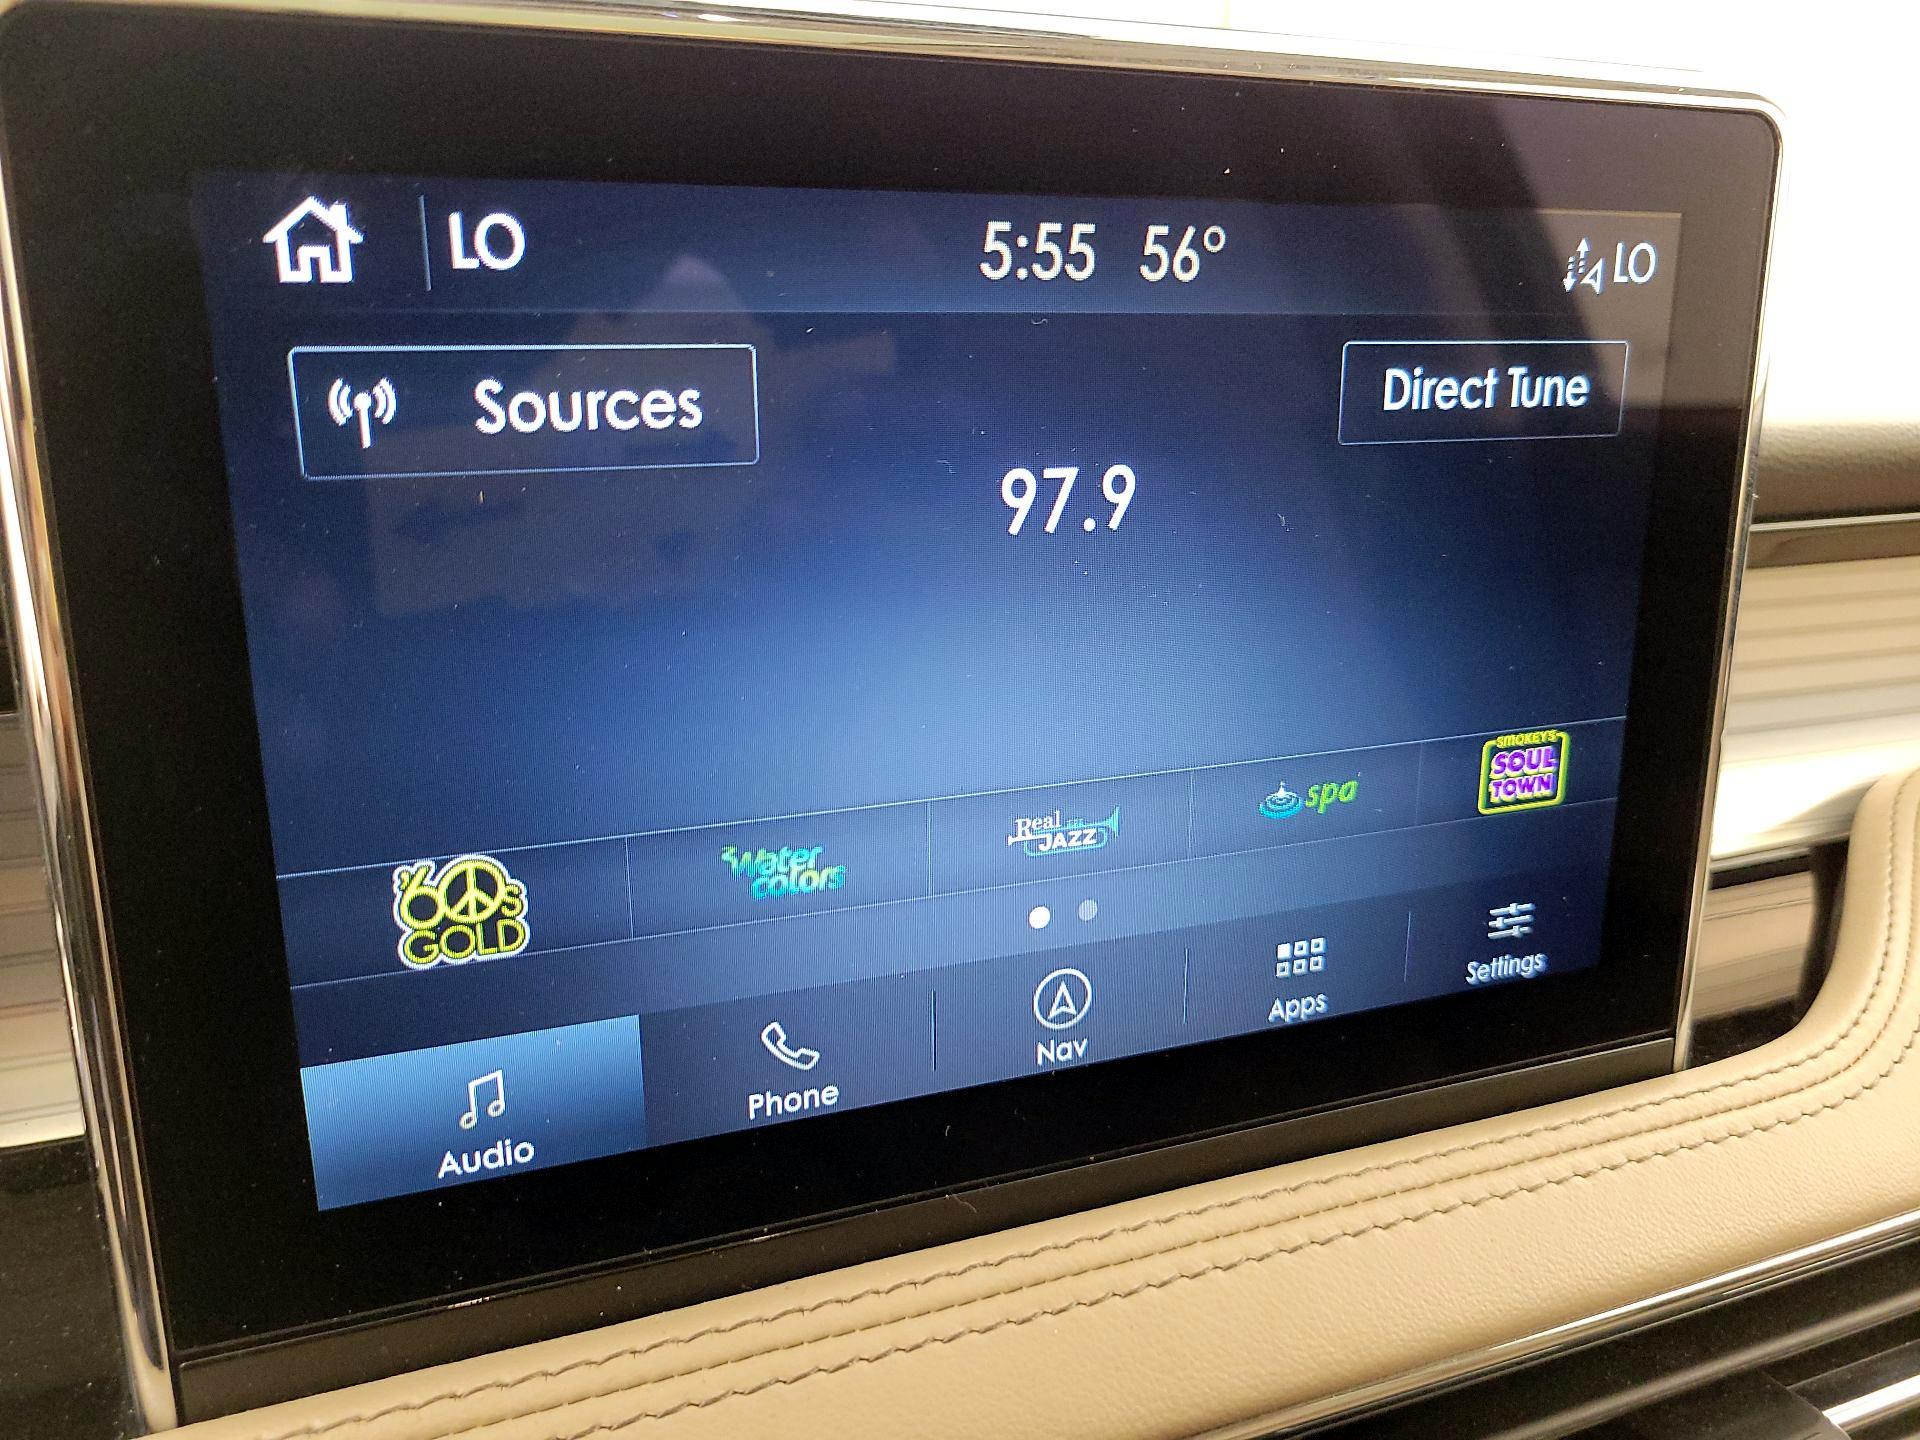 LO
5:55 56°
LO
Sources
Direct Tune
97.9
'60s
GOLD
Water
colors
Real
JAZZ
spa
SMOKEY'S
SOUL
TOWN
Audio
Phone
Nav
Apps
Settings